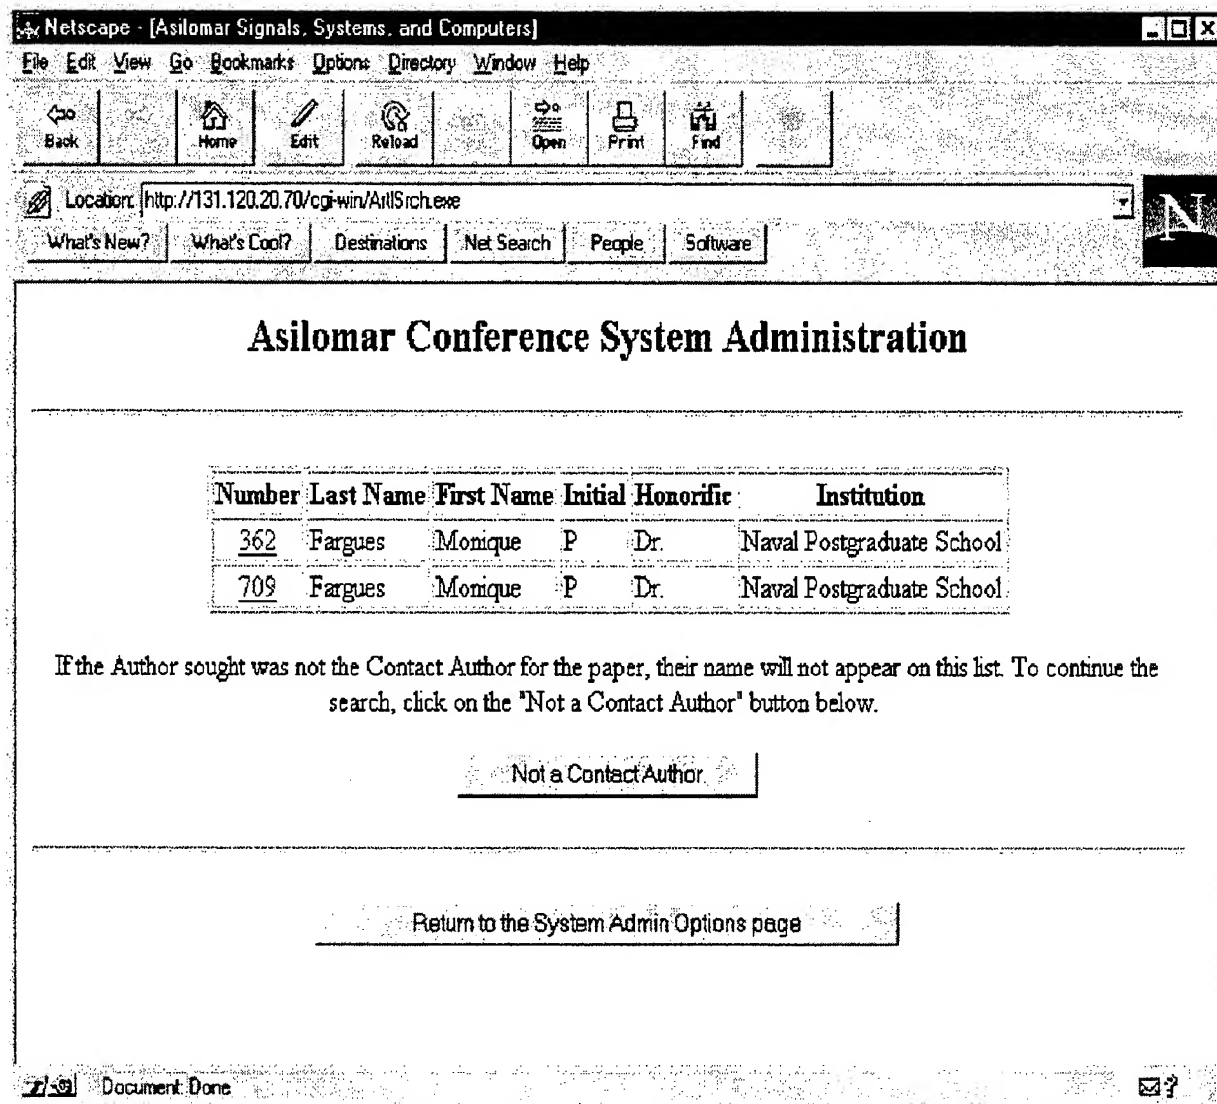 Netscape - [Asilomar Signals, Systems, and Computers]
File Edit View Go Bookmarks Options Directory Window Help
Back Home Edit Reload Open Print Find
Location: http://131.120.20.70/cgi-win/ArtlSrch.exe
N
What's New? What's Cool? Destinations Net Search People Software
Asilomar Conference System Administration
Number Last Name First Name Initial Honorific Institution
362 Fargues Monique P Dr. Naval Postgraduate School
709 Fargues Monique P Dr. Naval Postgraduate School
If the Author sought was not the Contact Author for the paper, their name will not appear on this list. To continue the
search, click on the "Not a Contact Author" button below.
Not a Contact Author
Return to the System Admin Options page
Document: Done